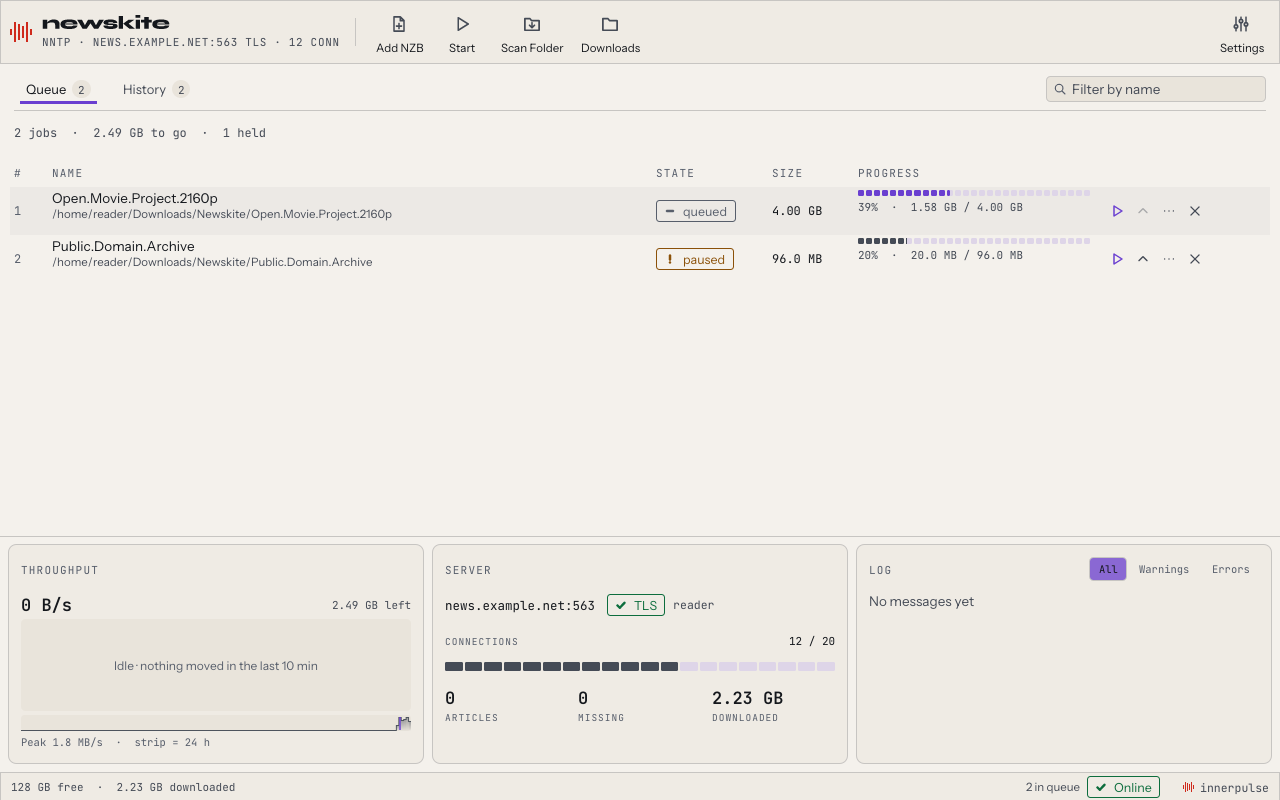 newskite
NNTP · NEWS.EXAMPLE.NET:563 TLS · 12 CONN
Add NZB
Start
Scan Folder
Downloads
Settings
Queue 2
History 2
Filter by name
2 jobs · 2.49 GB to go · 1 held
# NAME STATE SIZE PROGRESS
Open.Movie.Project.2160p
1 /home/reader/Downloads/Newskite/Open.Movie.Project.2160p queued 4.00 GB 39% · 1.58 GB / 4.00 GB
Public.Domain.Archive
2 /home/reader/Downloads/Newskite/Public.Domain.Archive paused 96.0 MB 20% · 20.0 MB / 96.0 MB
THROUGHPUT
0 B/s 2.49 GB left
Idle · nothing moved in the last 10 min
Peak 1.8 MB/s · strip = 24 h
SERVER
news.example.net:563 TLS reader
CONNECTIONS 12 / 20
0 0 2.23 GB
ARTICLES MISSING DOWNLOADED
LOG All Warnings Errors
No messages yet
128 GB free · 2.23 GB downloaded
2 in queue Online innerpulse